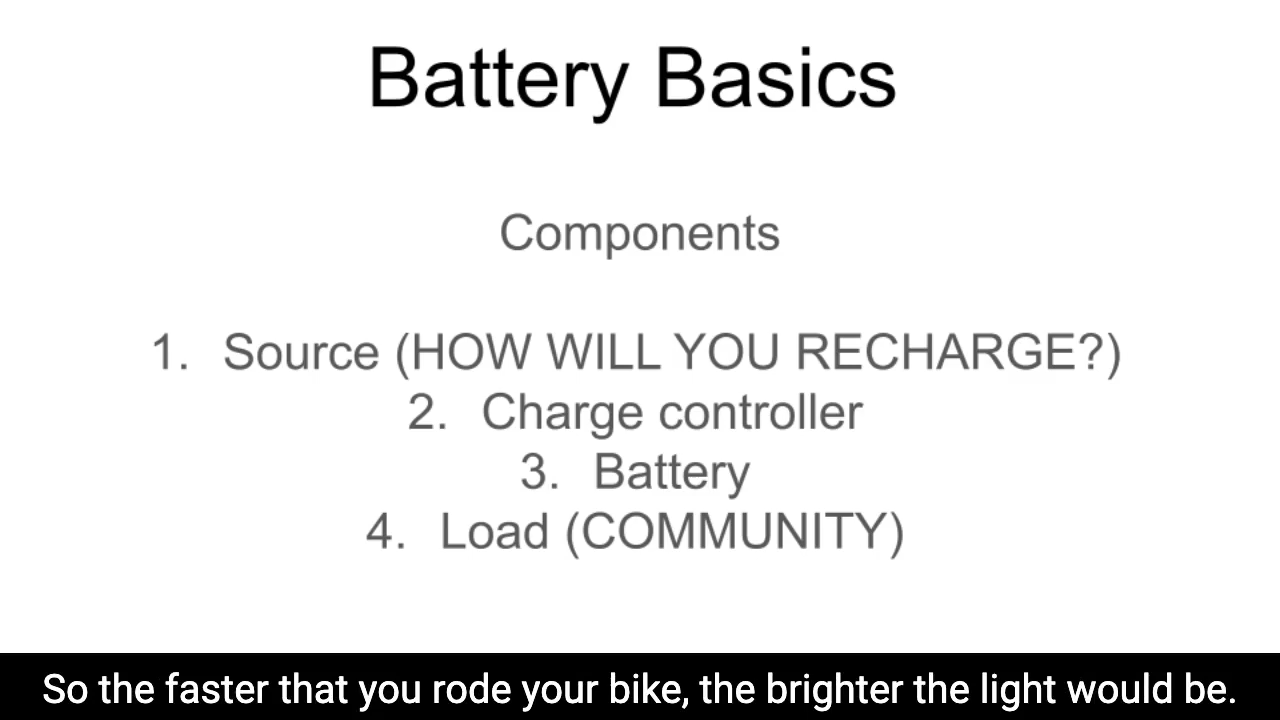 Battery Basics
Components
1. Source (HOW WILL YOU RECHARGE?)
2. Charge controller
3. Battery
4. Load (COMMUNITY)
So the faster that you rode your bike, the brighter the light would be.